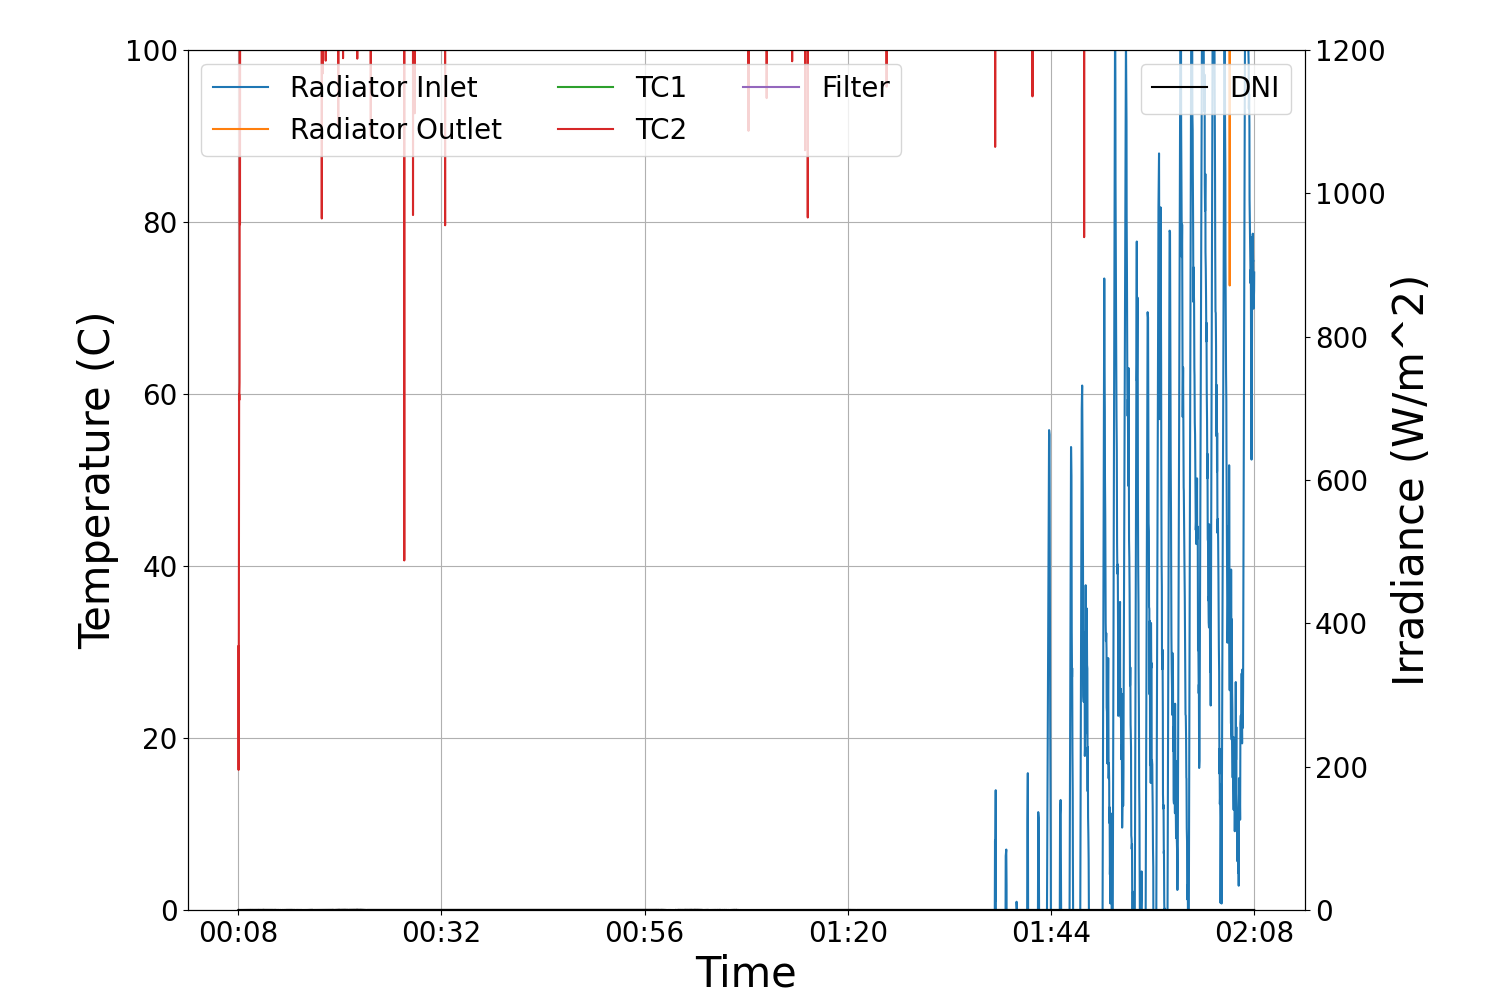 100
80
60
40
20
0
Temperature (C)
Radiator Inlet
Radiator Outlet
TC1
TC2
Filter
DNI
1200
1000
800
600
400
200
0
Irradiance (W/m^2)
00:08 00:32 00:56 01:20 01:44 02:08
Time